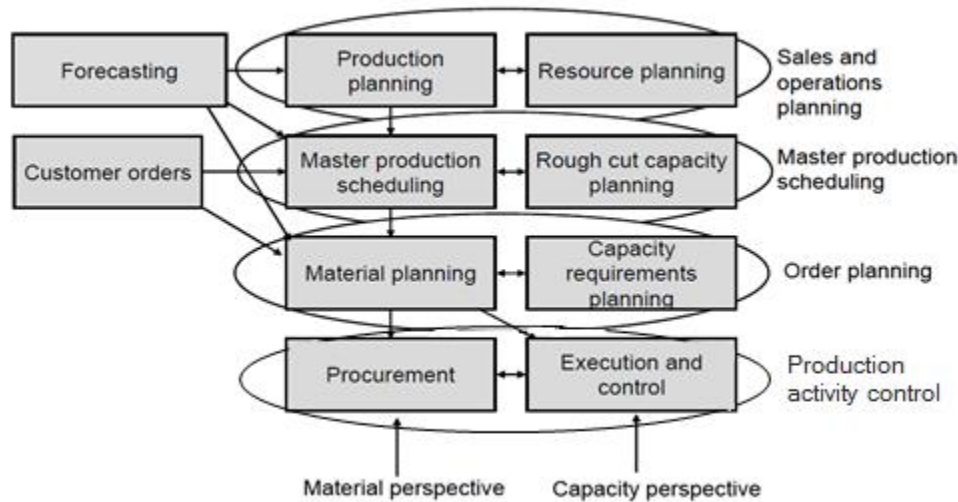 Forecasting
Production
planning
Resource planning
Sales and
operations
planning
Customer orders
Master production
scheduling
Rough cut capacity
planning
Master production
scheduling
Material planning
Capacity
requirements
planning
Order planning
Procurement
Execution and
control
Production
activity control
Material perspective
Capacity perspective